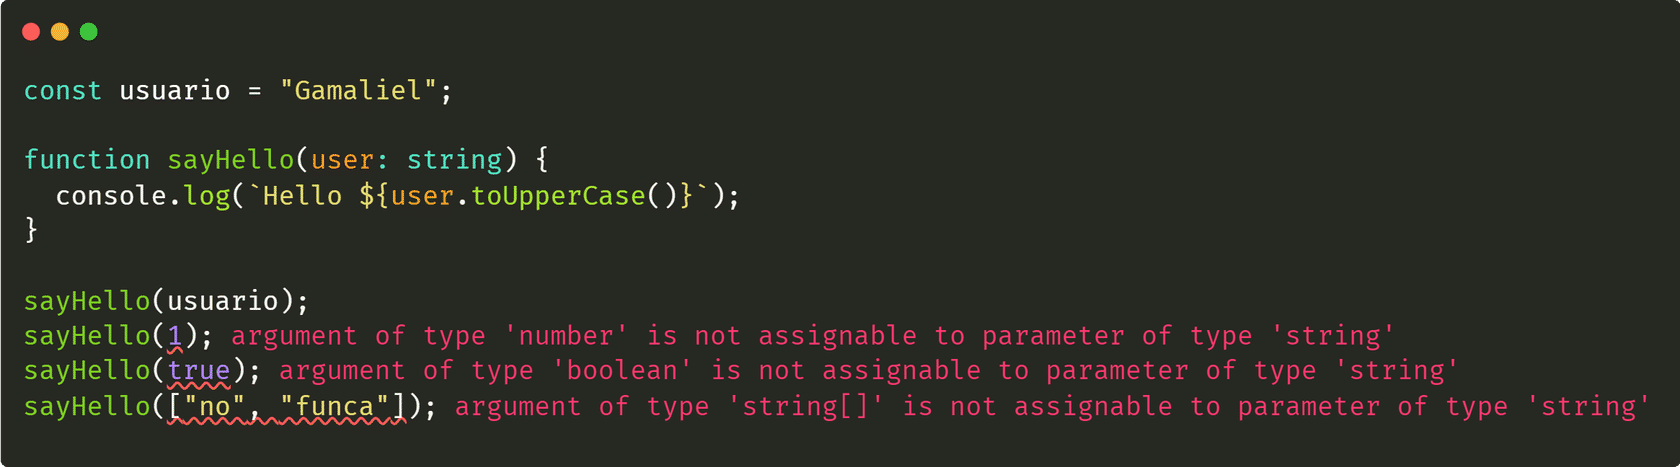 const usuario = "Gamaliel";
function sayHello(user: string) {
  console.log(`Hello ${user.toUpperCase()}`);
}
sayHello(usuario);
sayHello(1); argument of type 'number' is not assignable to parameter of type 'string'
sayHello(true); argument of type 'boolean' is not assignable to parameter of type 'string'
sayHello(["no", "funca"]); argument of type 'string[]' is not assignable to parameter of type 'string'